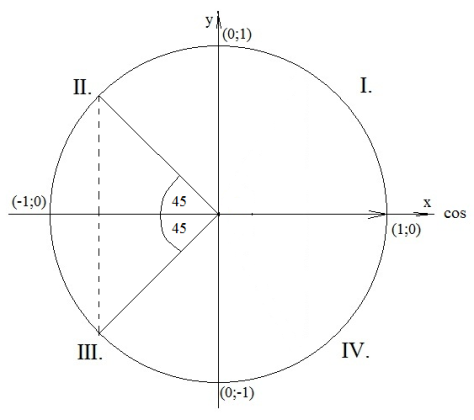 y
(0;1)
II.
I.
(-1;0)
45
x
cos
45
(1;0)
III.
IV.
(0;-1)